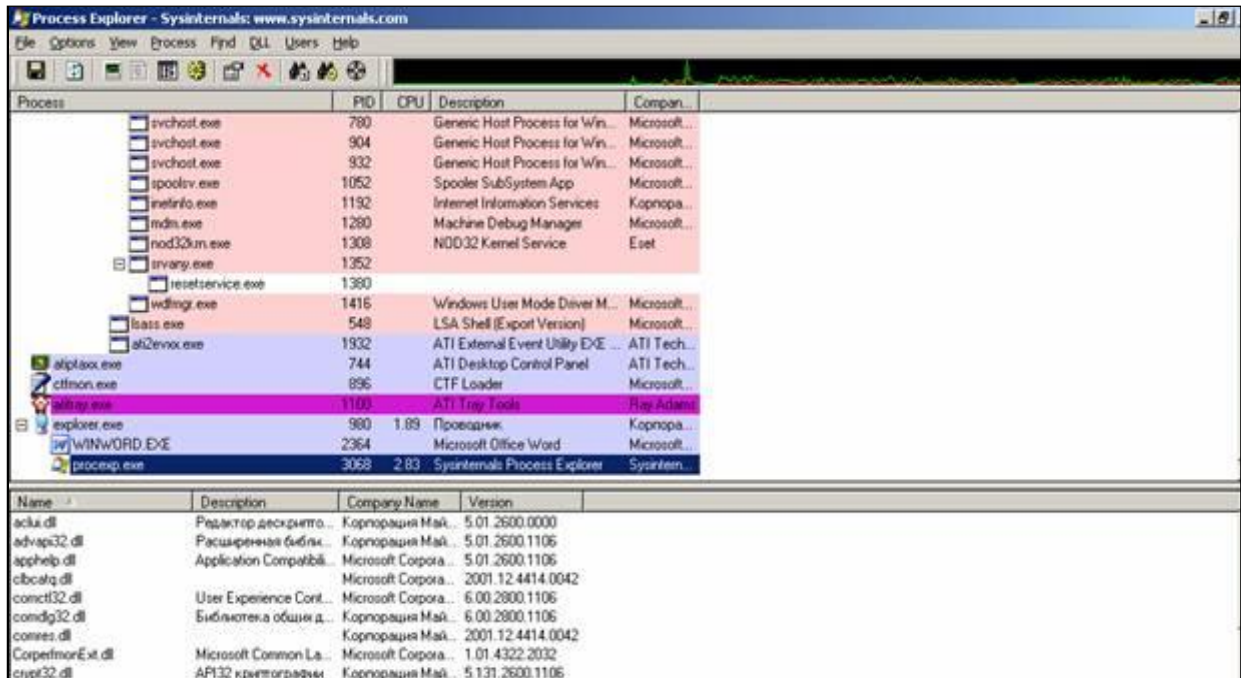 Process Explorer - Sysinternals: www.sysinternals.com
File Options View Process Find DLL Users Help
Process PID CPU Description Compan...
svchost.exe 780 Generic Host Process for Win... Microsoft...
svchost.exe 904 Generic Host Process for Win... Microsoft...
svchost.exe 932 Generic Host Process for Win... Microsoft...
spoolsv.exe 1052 Spooler SubSystem App Microsoft...
inetinfo.exe 1192 Internet Information Services Корпора...
mdm.exe 1280 Machine Debug Manager Microsoft...
nod32krn.exe 1308 NOD32 Kernel Service Eset
srvany.exe 1352
resetservice.exe 1380
wdfmgr.exe 1416 Windows User Mode Driver M... Microsoft...
lsass.exe 548 LSA Shell (Export Version) Microsoft...
ati2evxx.exe 1932 ATI External Event Utility EXE ... ATI Tech...
atiptaxx.exe 744 ATI Desktop Control Panel ATI Tech...
ctfmon.exe 896 CTF Loader Microsoft...
atitray.exe 1100 ATI Tray Tools Ray Adams
explorer.exe 980 1.89 Проводник Корпора...
WINWORD.EXE 2364 Microsoft Office Word Microsoft...
procexp.exe 3068 2.83 Sysinternals Process Explorer Sysintern...
Name Description Company Name Version
aclui.dll Редактор дескрипто... Корпорация Май... 5.01.2600.0000
advapi32.dll Расширенная библи... Корпорация Май... 5.01.2600.1106
apphelp.dll Application Compatibili... Microsoft Corpora... 5.01.2600.1106
clbcatq.dll Microsoft Corpora... 2001.12.4414.0042
comctl32.dll User Experience Cont... Microsoft Corpora... 6.00.2800.1106
comdlg32.dll Библиотека общих д... Корпорация Май... 6.00.2800.1106
comres.dll Корпорация Май... 2001.12.4414.0042
CorperfmonExt.dll Microsoft Common La... Microsoft Corpora... 1.01.4322.2032
crypt32.dll API32 криптографии Корпорация Май... 5.131.2600.1106